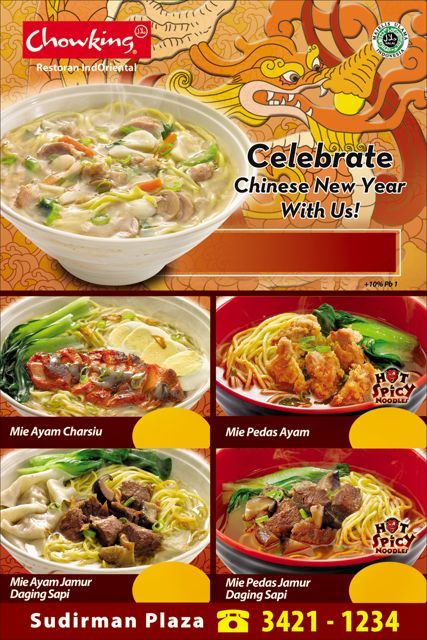 Chowking
Restoran IndOriental
Celebrate
Chinese New Year
With Us!
+10% Pb 1
Mie Ayam Charsiu
Mie Pedas Ayam
HOT
SPICY
NOODLES
Mie Ayam Jamur
Daging Sapi
Mie Pedas Jamur
Daging Sapi
HOT
SPICY
NOODLES
Sudirman Plaza ☎ 3421 - 1234